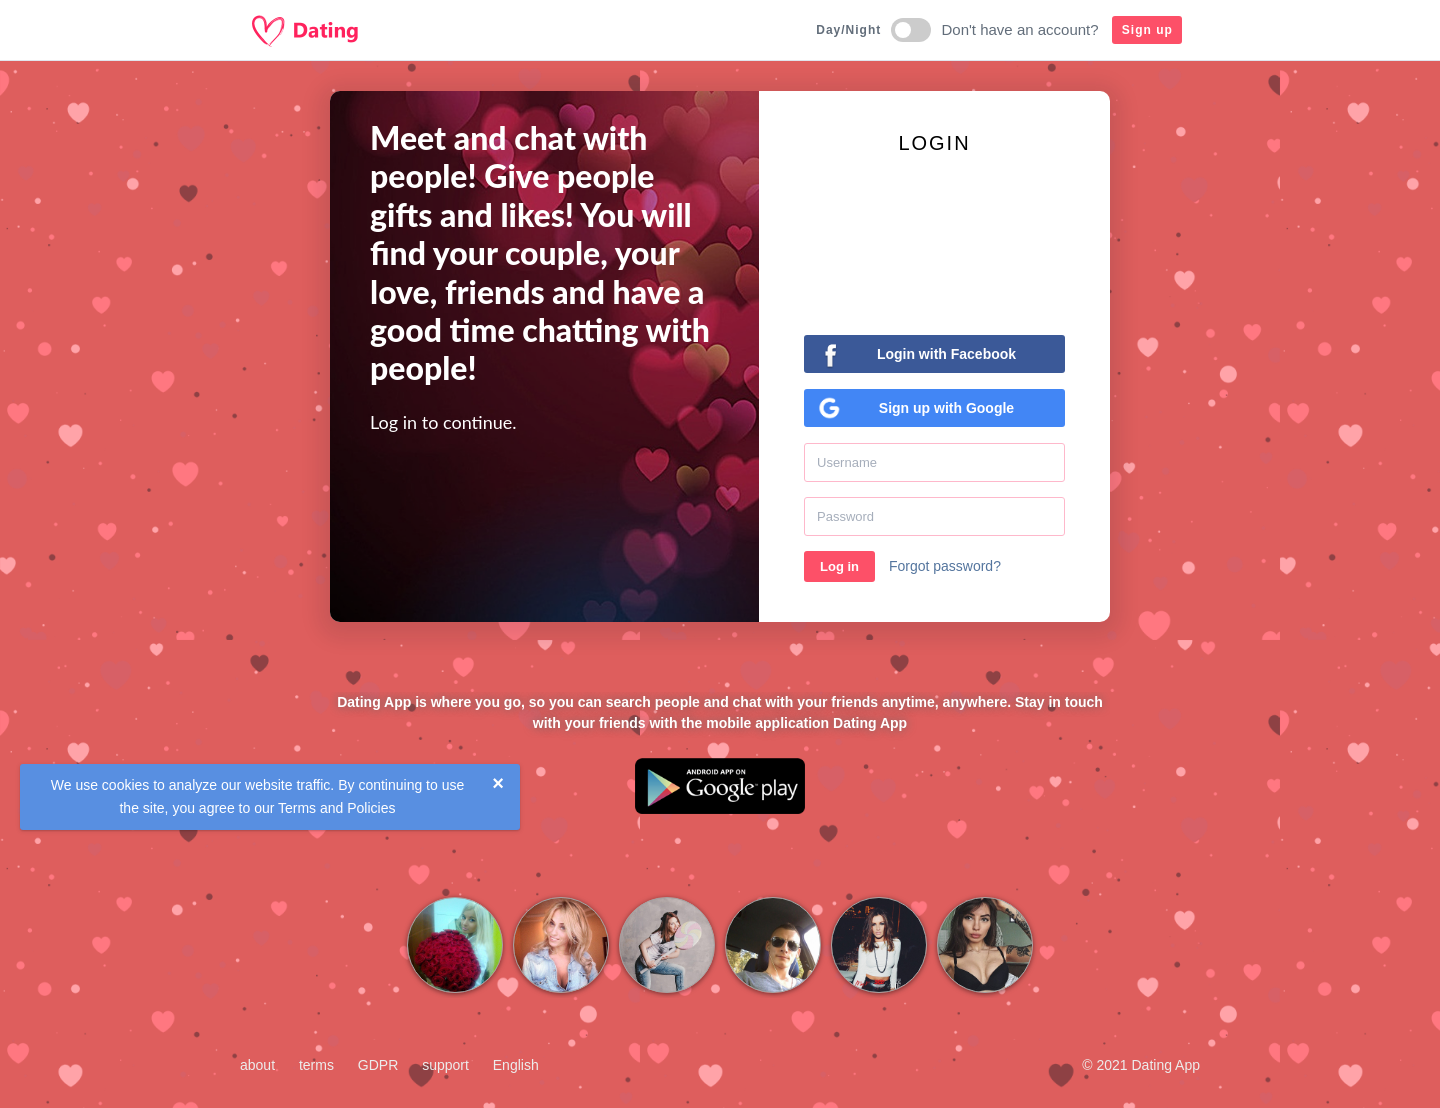 Dating
Day/Night
Don't have an account?
Sign up
Meet and chat with
people! Give people
gifts and likes! You will
find your couple, your
love, friends and have a
good time chatting with
people!
Log in to continue.
LOGIN
Login with Facebook
Sign up with Google
Username
Password
Log in
Forgot password?
Dating App is where you go, so you can search people and chat with your friends anytime, anywhere. Stay in touch
with your friends with the mobile application Dating App
We use cookies to analyze our website traffic. By continuing to use
the site, you agree to our Terms and Policies
×
ANDROID APP ON
Google play
about terms GDPR support English
© 2021 Dating App